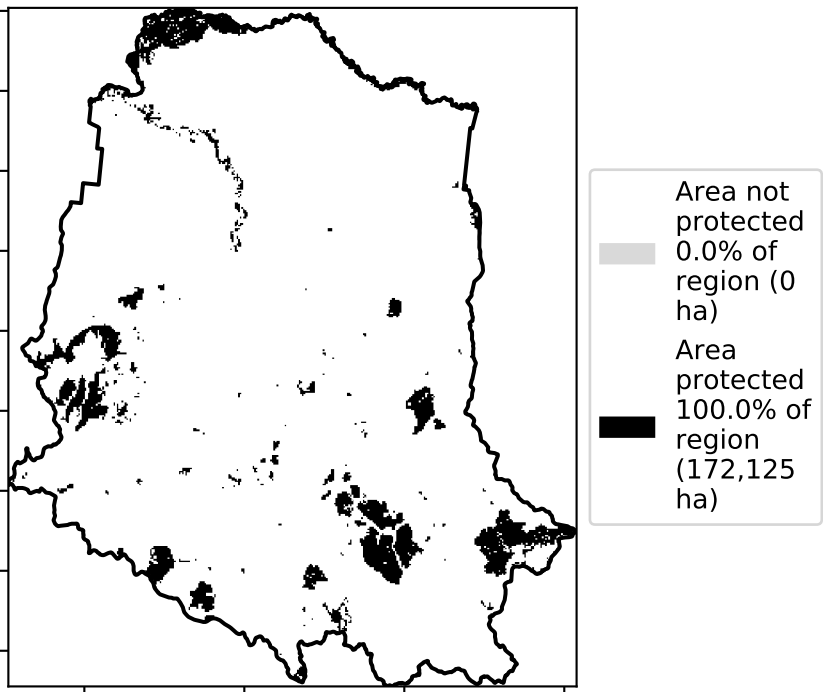 Area not
protected
0.0% of
region (0
ha)
Area
protected
100.0% of
region
(172,125
ha)